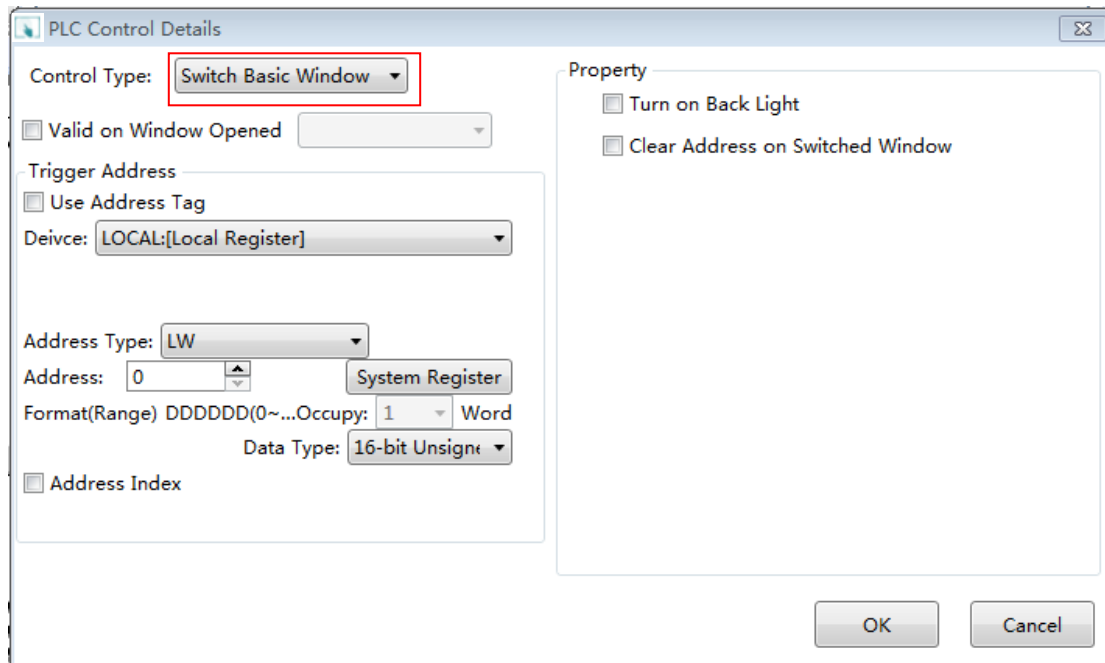 PLC Control Details
Control Type: Switch Basic Window
Valid on Window Opened
Trigger Address
Use Address Tag
Deivce: LOCAL:[Local Register]
Address Type: LW
Address: 0 System Register
Format(Range) DDDDDD(0~...Occupy: 1 Word
Data Type: 16-bit Unsigne
Address Index
Property
Turn on Back Light
Clear Address on Switched Window
OK Cancel